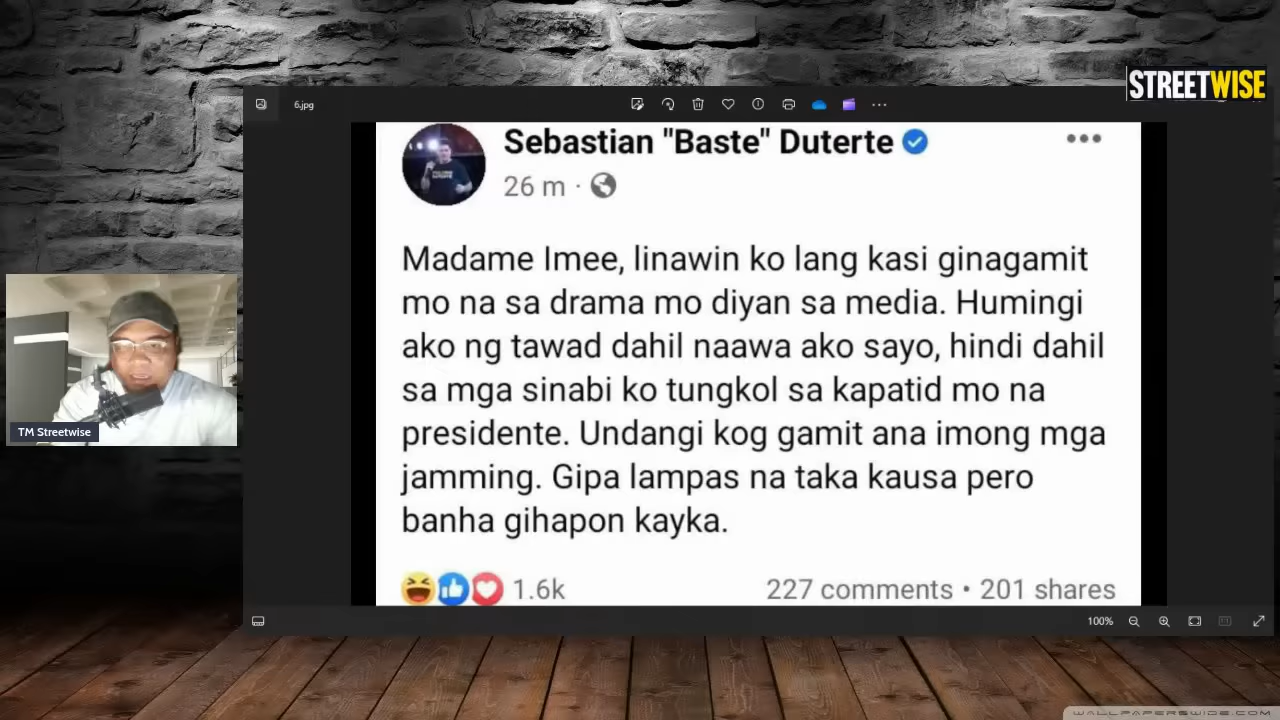 STREETWISE
6.jpg
Sebastian "Baste" Duterte
26 m ·
Madame Imee, linawin ko lang kasi ginagamit
mo na sa drama mo diyan sa media. Humingi
ako ng tawad dahil naawa ako sayo, hindi dahil
sa mga sinabi ko tungkol sa kapatid mo na
presidente. Undangi kog gamit ana imong mga
jamming. Gipa lampas na taka kausa pero
banha gihapon kayka.
1.6k
227 comments • 201 shares
TM Streetwise
100%
WALLPAPERSWIDE.COM